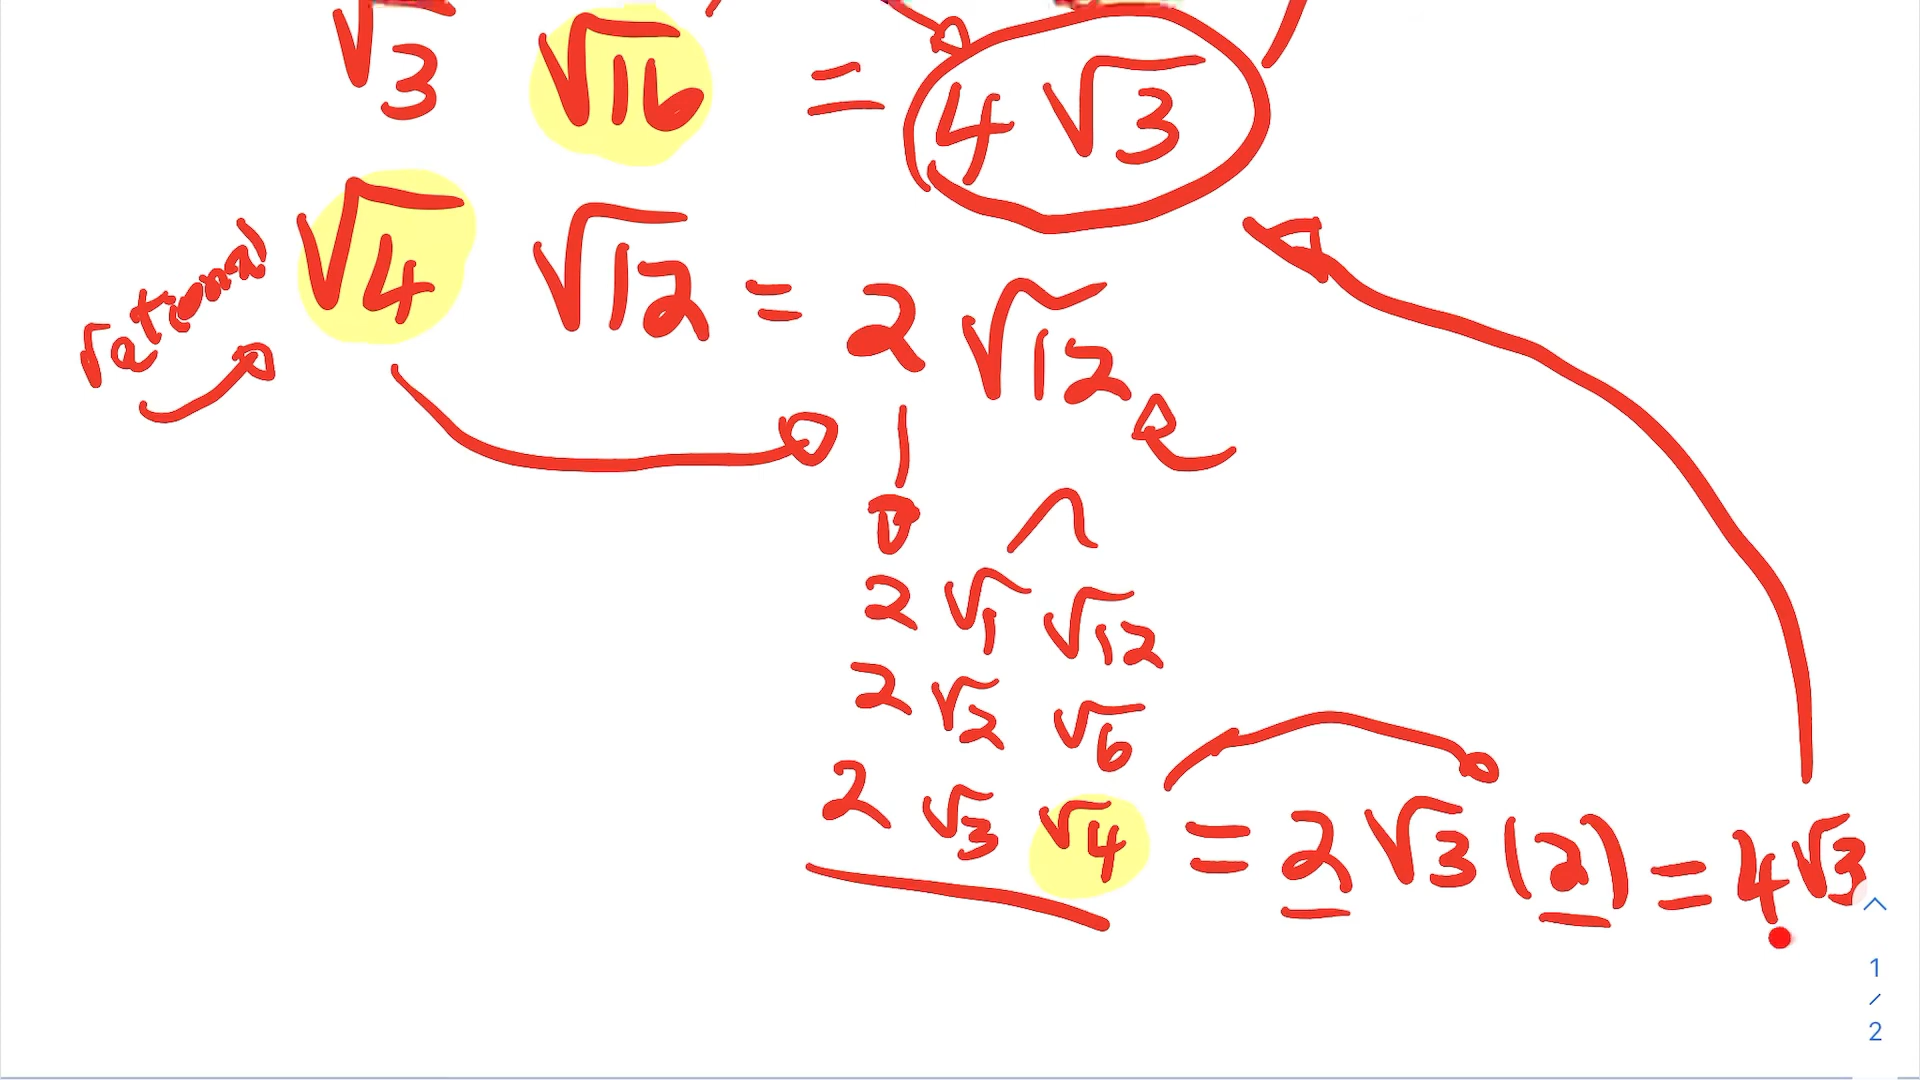 √3 √16 = 4√3
rational √4 √12 = 2 √12
2 √1 √12
2 √2 √6
2 √3 √4 = 2 √3 (2) = 4√3
1
/
2